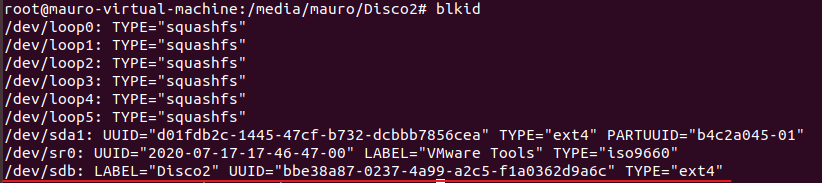 root@mauro-virtual-machine:/media/mauro/Disco2# blkid
/dev/loop0: TYPE="squashfs"
/dev/loop1: TYPE="squashfs"
/dev/loop2: TYPE="squashfs"
/dev/loop3: TYPE="squashfs"
/dev/loop4: TYPE="squashfs"
/dev/loop5: TYPE="squashfs"
/dev/sda1: UUID="d01fdb2c-1445-47cf-b732-dcbbb7856cea" TYPE="ext4" PARTUUID="b4c2a045-01"
/dev/sr0: UUID="2020-07-17-17-46-47-00" LABEL="VMware Tools" TYPE="iso9660"
/dev/sdb: LABEL="Disco2" UUID="bbe38a87-0237-4a99-a2c5-f1a0362d9a6c" TYPE="ext4"